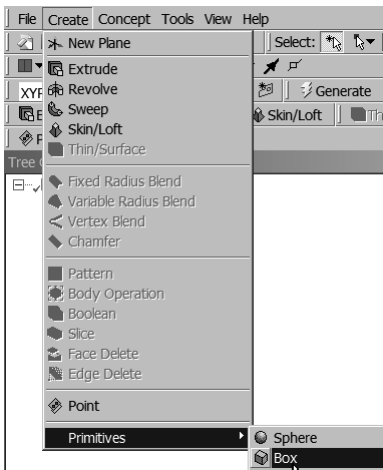 File Create Concept Tools View Help
New Plane
Select:
Extrude
Revolve
Generate
Sweep
Skin/Loft
Skin/Loft
Thin/Surface
Tree
Fixed Radius Blend
Variable Radius Blend
Vertex Blend
Chamfer
Pattern
Body Operation
Boolean
Slice
Face Delete
Edge Delete
Point
Primitives
Sphere
Box